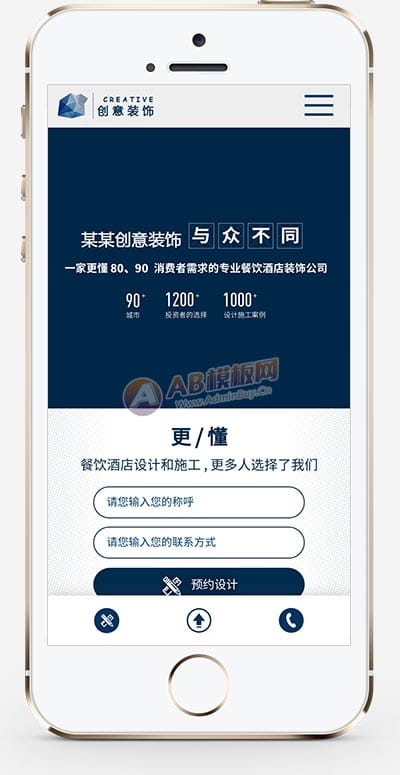 CREATIVE
创意装饰
某某创意装饰 与众不同
一家更懂 80、90 消费者需求的专业餐饮酒店装饰公司
90+ 1200+ 1000+
城市 投资者的选择 设计施工案例
AB模板网
Www.AdminBuy.Cn
更/懂
餐饮酒店设计和施工,更多人选择了我们
请您输入您的称呼
请您输入您的联系方式
预约设计